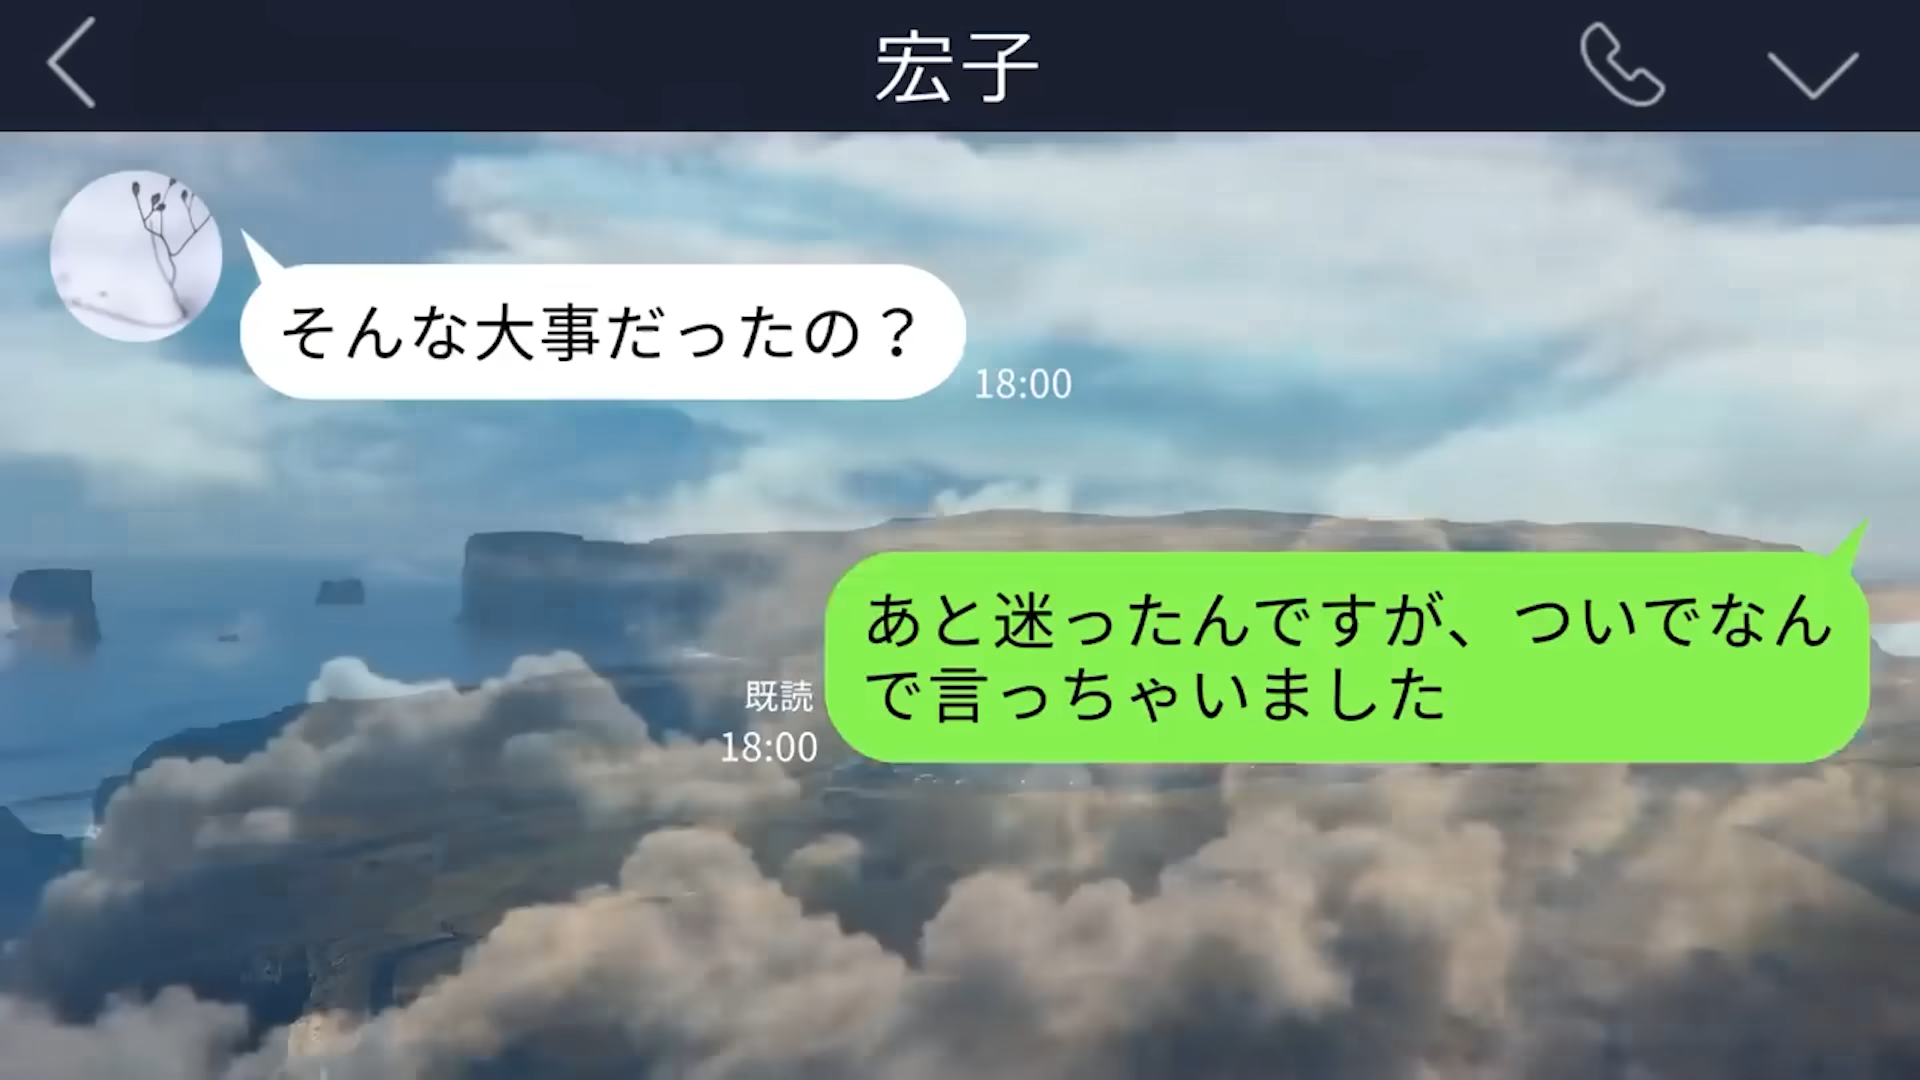 宏子
そんな大事だったの？
18:00
あと迷ったんですが、ついでなん
で言っちゃいました
既読
18:00